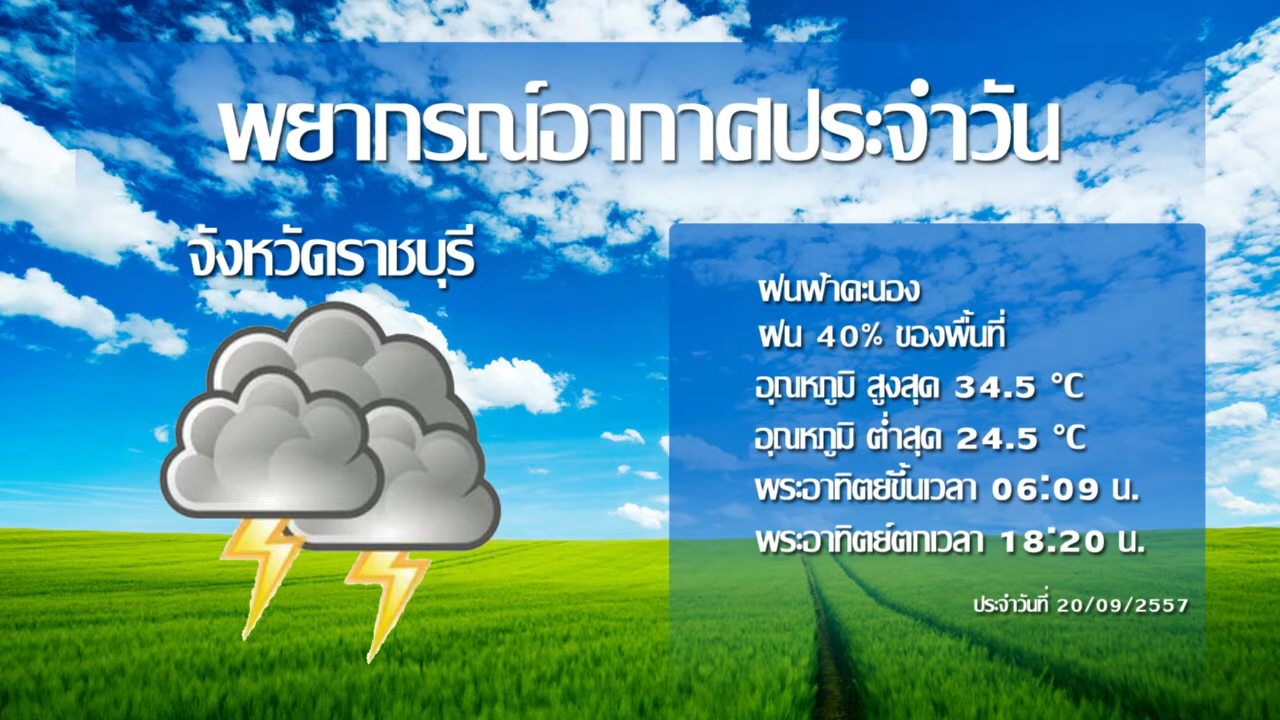 พยากรณ์อากาศประจำวัน
จังหวัดราชบุรี
ฝนฟ้าคะนอง
ฝน 40% ของพื้นที่
อุณหภูมิ สูงสุด 34.5 °C
อุณหภูมิ ต่ำสุด 24.5 °C
พระอาทิตย์ขึ้นเวลา 06:09 น.
พระอาทิตย์ตกเวลา 18:20 น.
ประจำวันที่ 20/09/2557